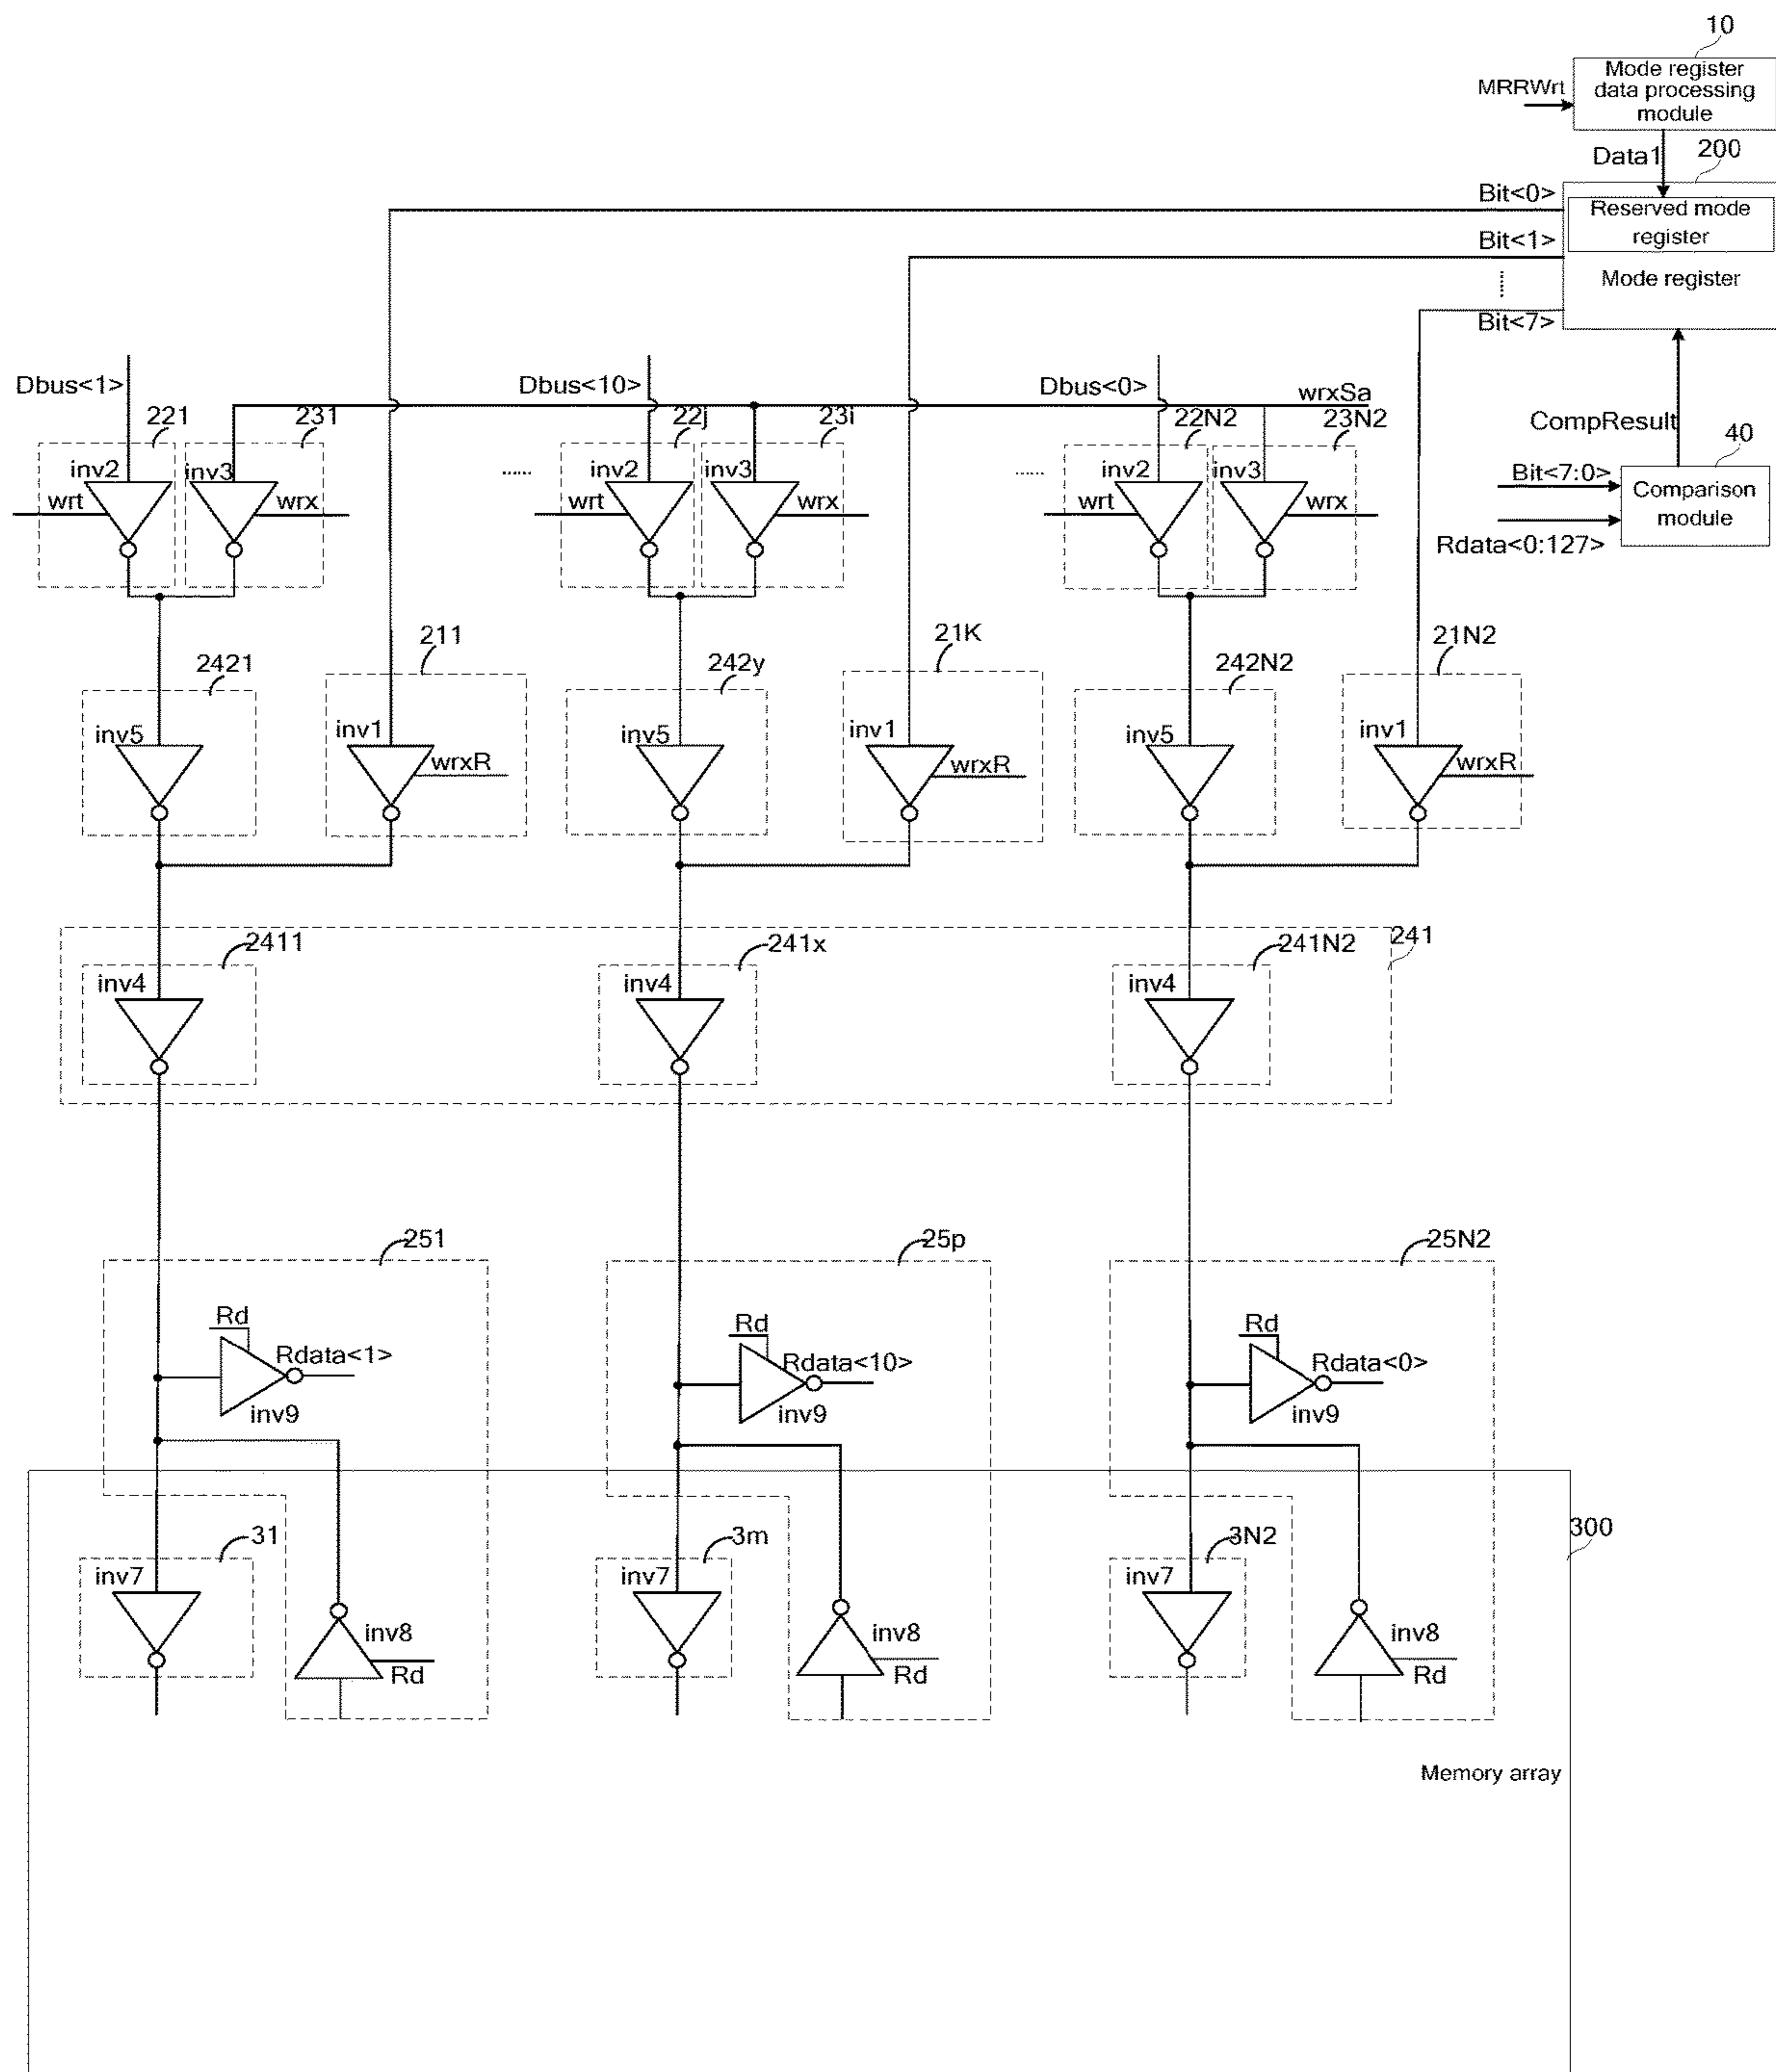 10
Mode register
data processing
module
MRRWrt
Data1
200
Bit<0>
Reserved mode
register
Bit<1>
Mode register
Bit<7>
Dbus<1>
Dbus<10>
Dbus<0>
wrxSa
221
231
22j
23i
22N2
23N2
CompResult
40
inv2
inv3
wrt
wrx
......
inv2
inv3
wrt
wrx
......
inv2
inv3
wrt
wrx
Bit<7:0>
Comparison
module
Rdata<0:127>
2421
211
242y
21K
242N2
21N2
inv5
inv1
wrxR
inv5
inv1
wrxR
inv5
inv1
wrxR
2411
241x
241N2
241
inv4
inv4
inv4
251
25p
25N2
Rd
Rdata<1>
inv9
Rd
Rdata<10>
inv9
Rd
Rdata<0>
inv9
31
3m
3N2
300
inv7
inv8
Rd
inv7
inv8
Rd
inv7
inv8
Rd
Memory array